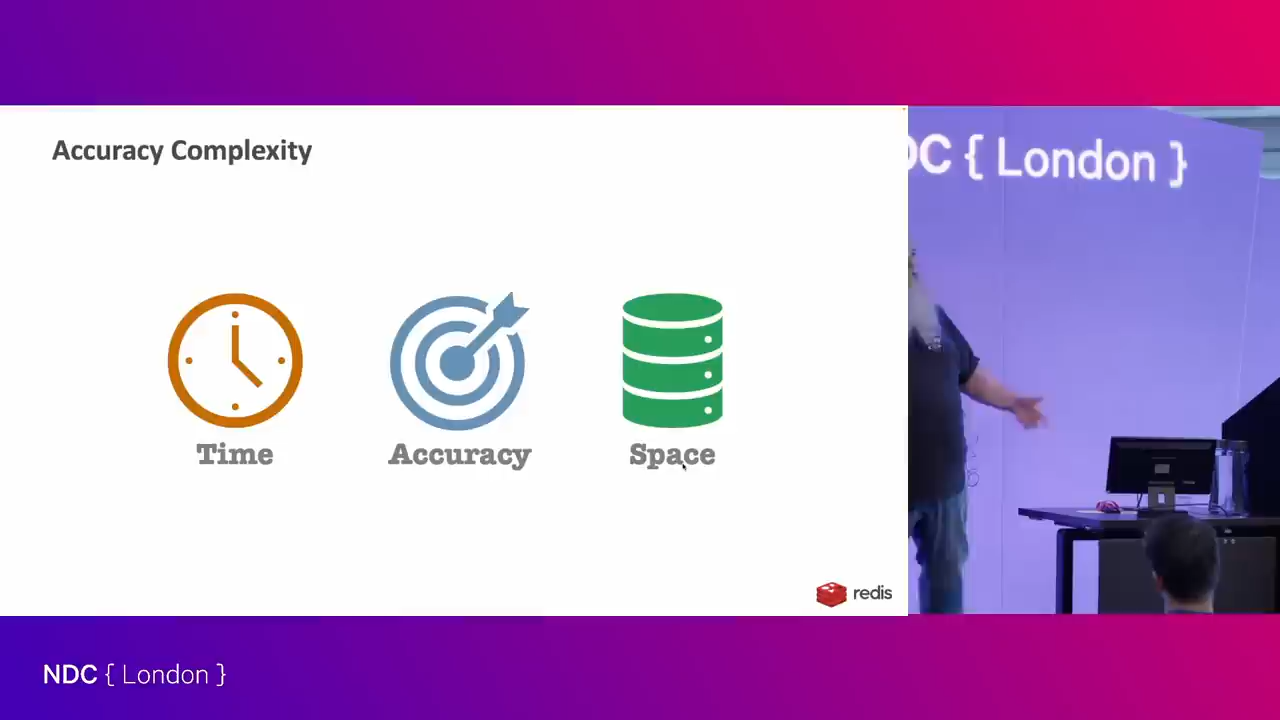 Accuracy Complexity
Time
Accuracy
Space
redis
DC { London }
NDC { London }